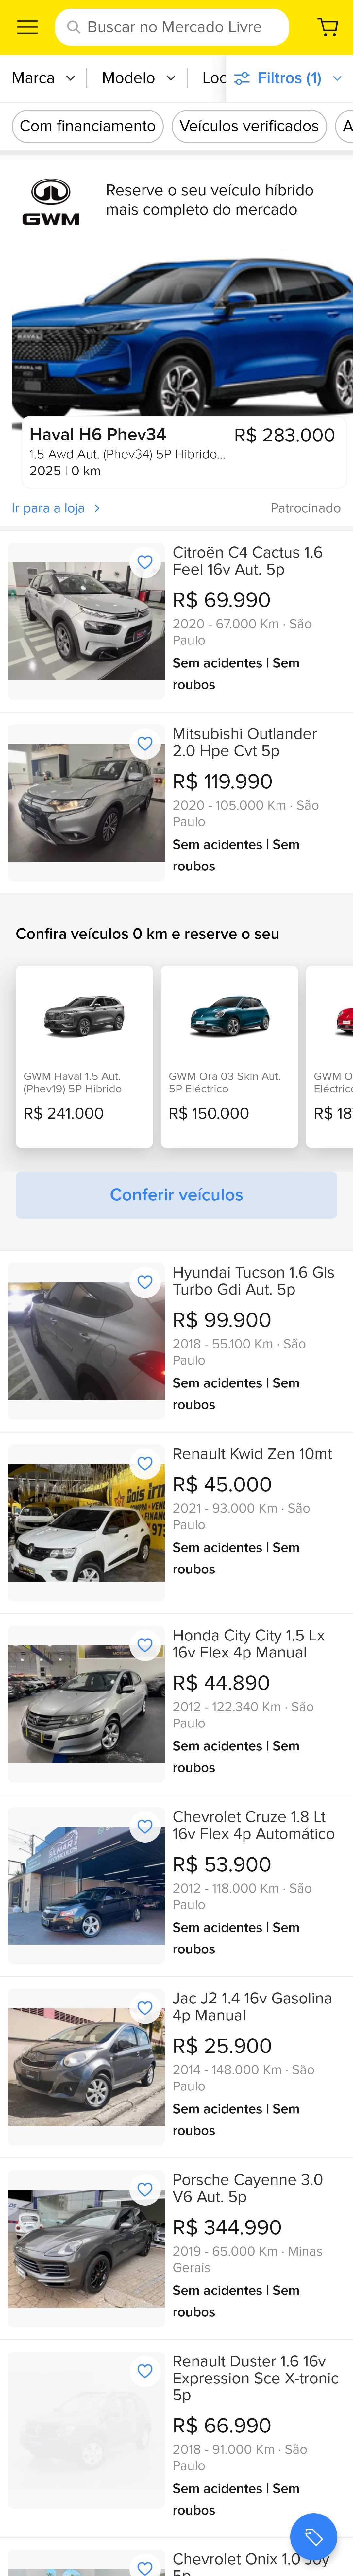 Buscar no Mercado Livre
Marca
Modelo
Loc
Filtros (1)
Com financiamento
Veículos verificados
A
GWM
Reserve o seu veículo híbrido
mais completo do mercado
HAVAL
Haval H6 Phev34
R$ 283.000
1.5 Awd Aut. (Phev34) 5P Hibrido...
2025 | 0 km
Ir para a loja
Patrocinado
Citroën C4 Cactus 1.6
Feel 16v Aut. 5p
R$ 69.990
2020 - 67.000 Km · São
Paulo
Sem acidentes | Sem
roubos
Mitsubishi Outlander
2.0 Hpe Cvt 5p
R$ 119.990
2020 - 105.000 Km · São
Paulo
Sem acidentes | Sem
roubos
Confira veículos 0 km e reserve o seu
GWM Haval 1.5 Aut.
(Phev19) 5P Hibrido
R$ 241.000
GWM Ora 03 Skin Aut.
5P Eléctrico
R$ 150.000
GWM O
Eléctric
R$ 18
Conferir veículos
Hyundai Tucson 1.6 Gls
Turbo Gdi Aut. 5p
R$ 99.900
2018 - 55.100 Km · São
Paulo
Sem acidentes | Sem
roubos
Renault Kwid Zen 10mt
R$ 45.000
2021 - 93.000 Km · São
Paulo
Sem acidentes | Sem
roubos
Honda City City 1.5 Lx
16v Flex 4p Manual
R$ 44.890
2012 - 122.340 Km · São
Paulo
Sem acidentes | Sem
roubos
Chevrolet Cruze 1.8 Lt
16v Flex 4p Automático
R$ 53.900
2012 - 118.000 Km · São
Paulo
Sem acidentes | Sem
roubos
Jac J2 1.4 16v Gasolina
4p Manual
R$ 25.900
2014 - 148.000 Km · São
Paulo
Sem acidentes | Sem
roubos
Porsche Cayenne 3.0
V6 Aut. 5p
R$ 344.990
2019 - 65.000 Km · Minas
Gerais
Sem acidentes | Sem
roubos
Renault Duster 1.6 16v
Expression Sce X-tronic
5p
R$ 66.990
2018 - 91.000 Km · São
Paulo
Sem acidentes | Sem
roubos
Chevrolet Onix 1.0 Joy
5p